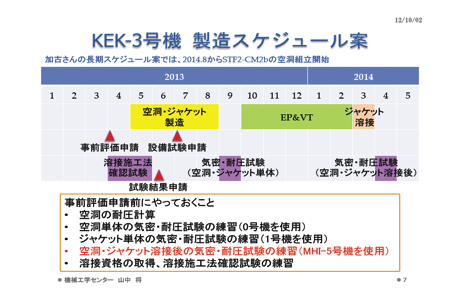 12/10/02
KEK-3号機 製造スケジュール案
加古さんの長期スケジュール案では、2014.8からSTF2-CM2bの空洞組立開始
2013 2014
1 2 3 4 5 6 7 8 9 10 11 12 1 2 3 4 5
空洞・ジャケット
製造
EP&VT
ジャケット
溶接
事前評価申請 設備試験申請
溶接施工法
確認試験
気密・耐圧試験
(空洞・ジャケット単体)
気密・耐圧試験
(空洞・ジャケット溶接後)
試験結果申請
事前評価申請前にやっておくこと
• 空洞の耐圧計算
• 空洞単体の気密・耐圧試験の練習(0号機を使用)
• ジャケット単体の気密・耐圧試験の練習(1号機を使用)
• 空洞・ジャケット溶接後の気密・耐圧試験の練習(MHI-5号機を使用)
• 溶接資格の取得、溶接施工法確認試験の練習
機械工学センター 山中 将
7